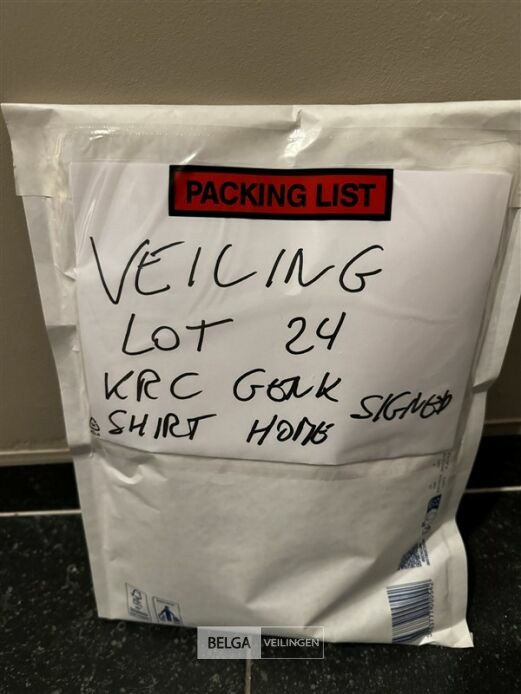 PACKING LIST
VEILING
LOT 24
KRC GENK
SHIRT HOME SIGNED
BELGA VEILINGEN